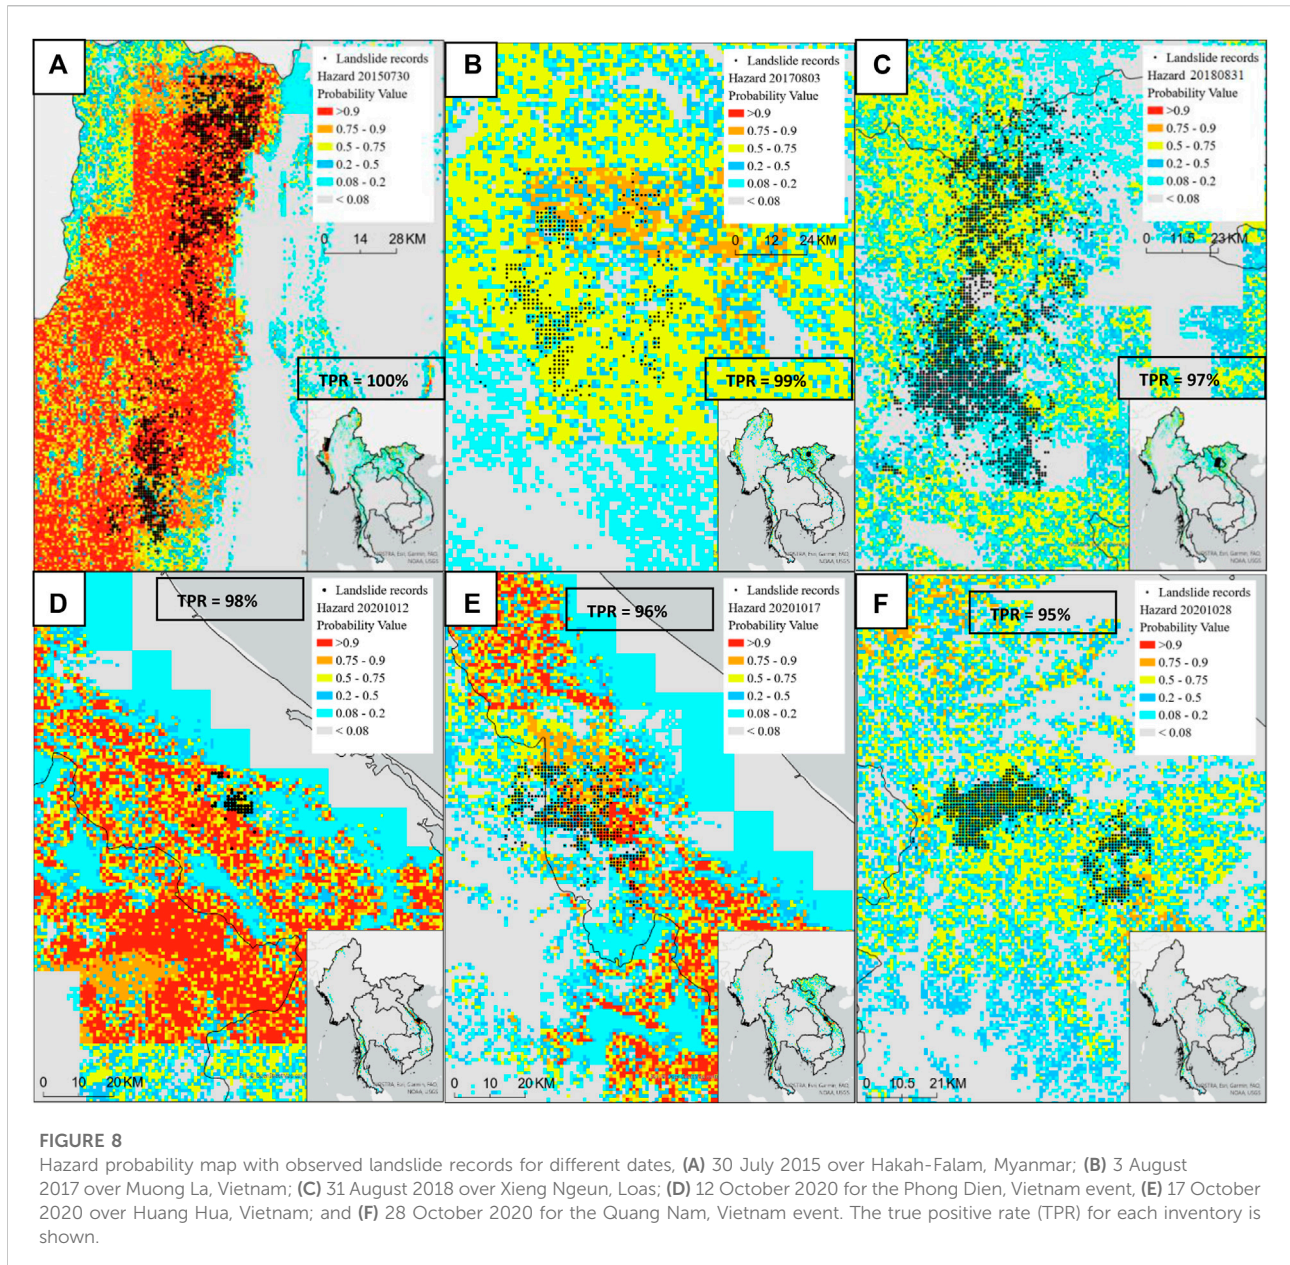 A
• Landslide records
Hazard 20150730
Probability Value
>0.9
0.75 - 0.9
0.5 - 0.75
0.2 - 0.5
0.08 - 0.2
< 0.08
0 14 28 KM
TPR = 100%
NOAA, USGS
B
• Landslide records
Hazard 20170803
Probability Value
>0.9
0.75 - 0.9
0.5 - 0.75
0.2 - 0.5
0.08 - 0.2
< 0.08
0 12 24 KM
TPR = 99%
NOAA, USGS
C
• Landslide records
Hazard 20180831
Probability Value
>0.9
0.75 - 0.9
0.5 - 0.75
0.2 - 0.5
0.08 - 0.2
< 0.08
0 11.5 23 KM
TPR = 97%
NOAA, USGS
D
TPR = 98%
• Landslide records
Hazard 20201012
Probability Value
>0.9
0.75 - 0.9
0.5 - 0.75
0.2 - 0.5
0.08 - 0.2
< 0.08
0 10 20 KM
NOAA, USGS
E
TPR = 96%
• Landslide records
Hazard 20201017
Probability Value
>0.9
0.75 - 0.9
0.5 - 0.75
0.2 - 0.5
0.08 - 0.2
< 0.08
0 10 20 KM
NOAA, USGS
F
TPR = 95%
• Landslide records
Hazard 20201028
Probability Value
>0.9
0.75 - 0.9
0.5 - 0.75
0.2 - 0.5
0.08 - 0.2
< 0.08
0 10.5 21 KM
NOAA, USGS
FIGURE 8
Hazard probability map with observed landslide records for different dates, (A) 30 July 2015 over Hakah-Falam, Myanmar; (B) 3 August
2017 over Muong La, Vietnam; (C) 31 August 2018 over Xieng Ngeun, Loas; (D) 12 October 2020 for the Phong Dien, Vietnam event, (E) 17 October
2020 over Huang Hua, Vietnam; and (F) 28 October 2020 for the Quang Nam, Vietnam event. The true positive rate (TPR) for each inventory is
shown.